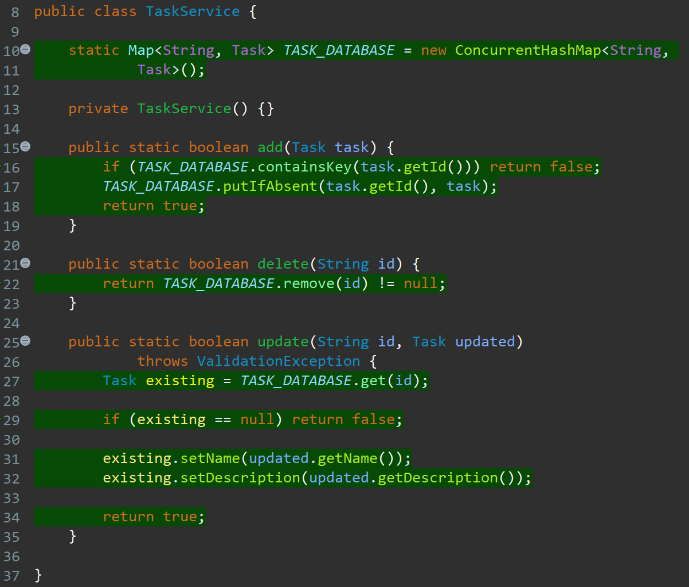 8 public class TaskService {
9
10 static Map<String, Task> TASK_DATABASE = new ConcurrentHashMap<String,
11 Task>();
12
13 private TaskService() {}
14
15 public static boolean add(Task task) {
16 if (TASK_DATABASE.containsKey(task.getId())) return false;
17 TASK_DATABASE.putIfAbsent(task.getId(), task);
18 return true;
19 }
20
21 public static boolean delete(String id) {
22 return TASK_DATABASE.remove(id) != null;
23 }
24
25 public static boolean update(String id, Task updated)
26 throws ValidationException {
27 Task existing = TASK_DATABASE.get(id);
28
29 if (existing == null) return false;
30
31 existing.setName(updated.getName());
32 existing.setDescription(updated.getDescription());
33
34 return true;
35 }
36
37 }